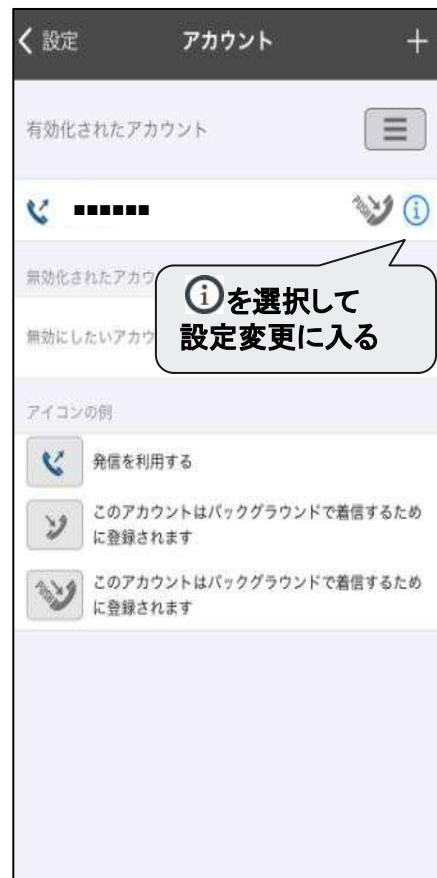 設定
アカウント
有効化されたアカウント
■■■■■■
PUSH
無効化されたアカウ
ⓘを選択して
設定変更に入る
無効にしたいアカウ
アイコンの例
発信を利用する
このアカウントはバックグラウンドで着信するため
に登録されます
PUSH
このアカウントはバックグラウンドで着信するため
に登録されます